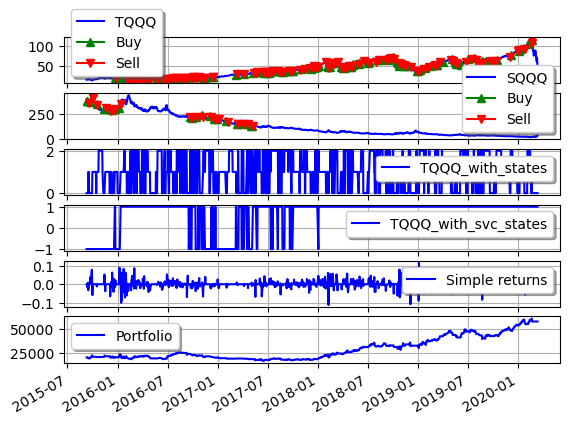 TQQQ
Buy
Sell
100
50
SQQQ
Buy
Sell
250
0
2
0
TQQQ_with_states
1
−1
TQQQ_with_svc_states
0.1
0.0
−0.1
Simple returns
50000
25000
Portfolio
2015-07
2016-01
2016-07
2017-01
2017-07
2018-01
2018-07
2019-01
2019-07
2020-01